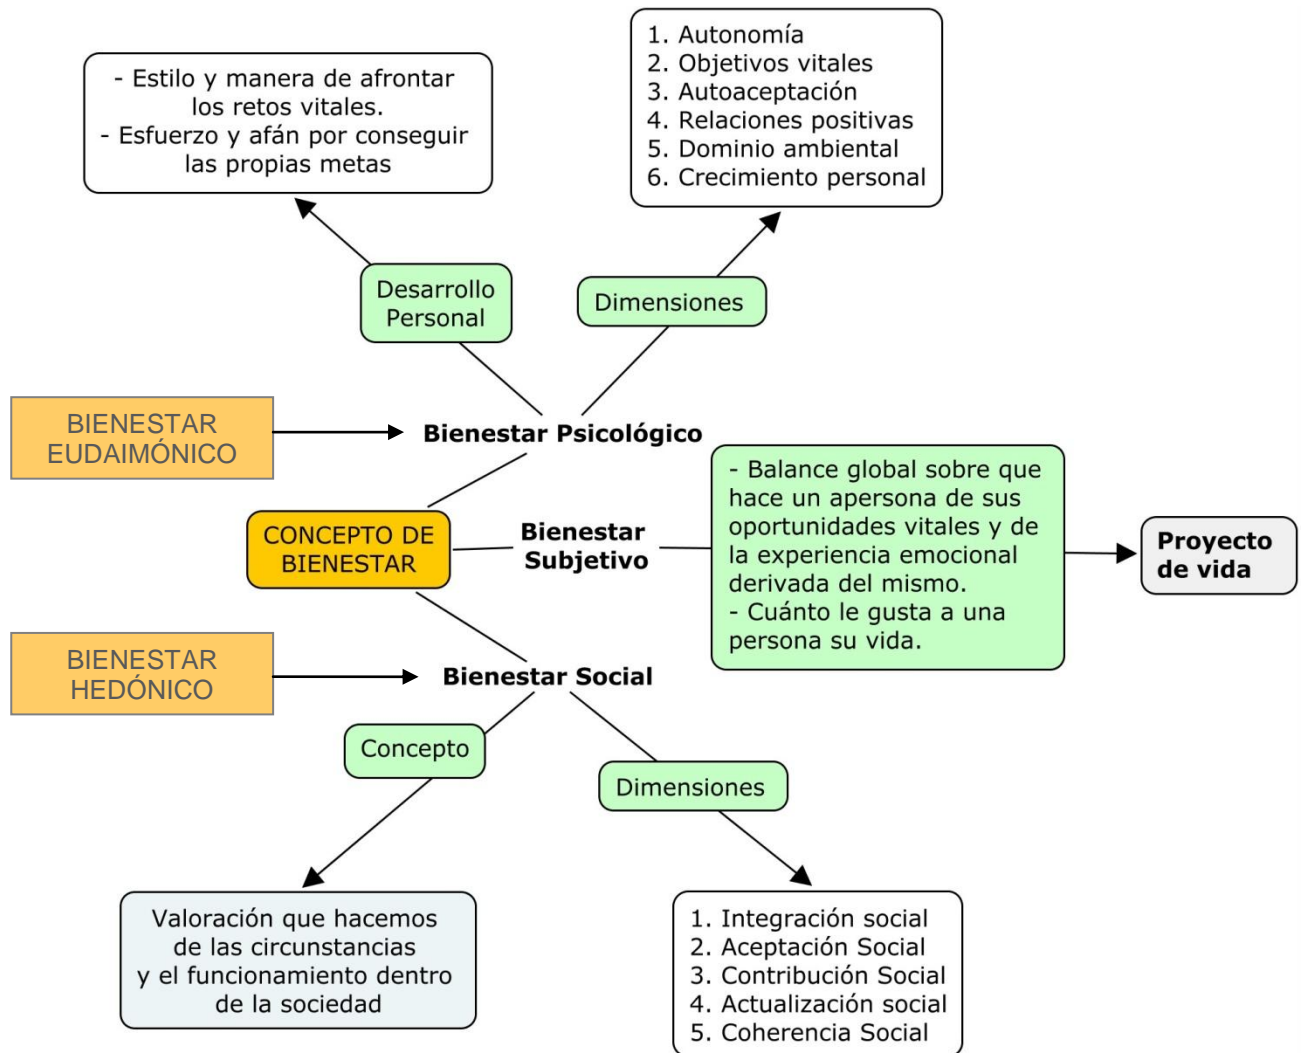 - Estilo y manera de afrontar
los retos vitales.
- Esfuerzo y afán por conseguir
las propias metas
1. Autonomía
2. Objetivos vitales
3. Autoaceptación
4. Relaciones positivas
5. Dominio ambiental
6. Crecimiento personal
Desarrollo
Personal
Dimensiones
BIENESTAR
EUDAIMÓNICO
Bienestar Psicológico
CONCEPTO DE
BIENESTAR
Bienestar
Subjetivo
- Balance global sobre que
hace un apersona de sus
oportunidades vitales y de
la experiencia emocional
derivada del mismo.
- Cuánto le gusta a una
persona su vida.
Proyecto
de vida
BIENESTAR
HEDÓNICO
Bienestar Social
Concepto
Dimensiones
Valoración que hacemos
de las circunstancias
y el funcionamiento dentro
de la sociedad
1. Integración social
2. Aceptación Social
3. Contribución Social
4. Actualización social
5. Coherencia Social